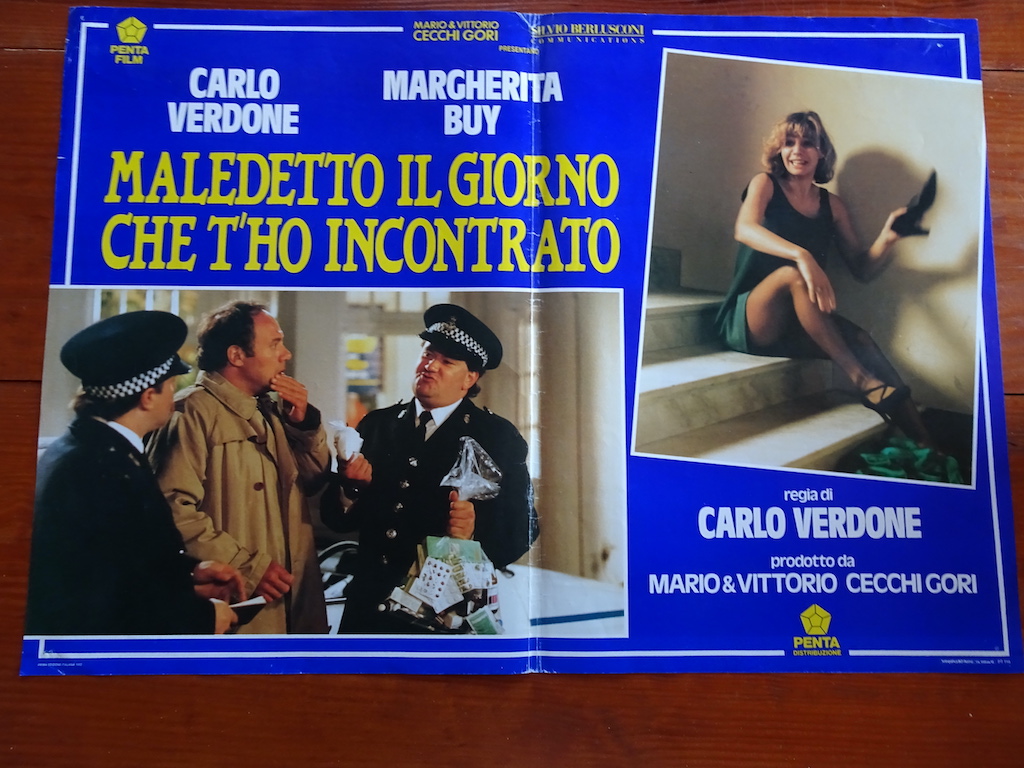 PENTA
FILM
MARIO & VITTORIO
CECCHI GORI
SILVIO BERLUSCONI
COMMUNICATIONS
PRESENTANO
CARLO
VERDONE
MARGHERITA
BUY
MALEDETTO IL GIORNO
CHE T'HO INCONTRATO
regia di
CARLO VERDONE
prodotto da
MARIO & VITTORIO CECCHI GORI
PENTA
DISTRIBUZIONE